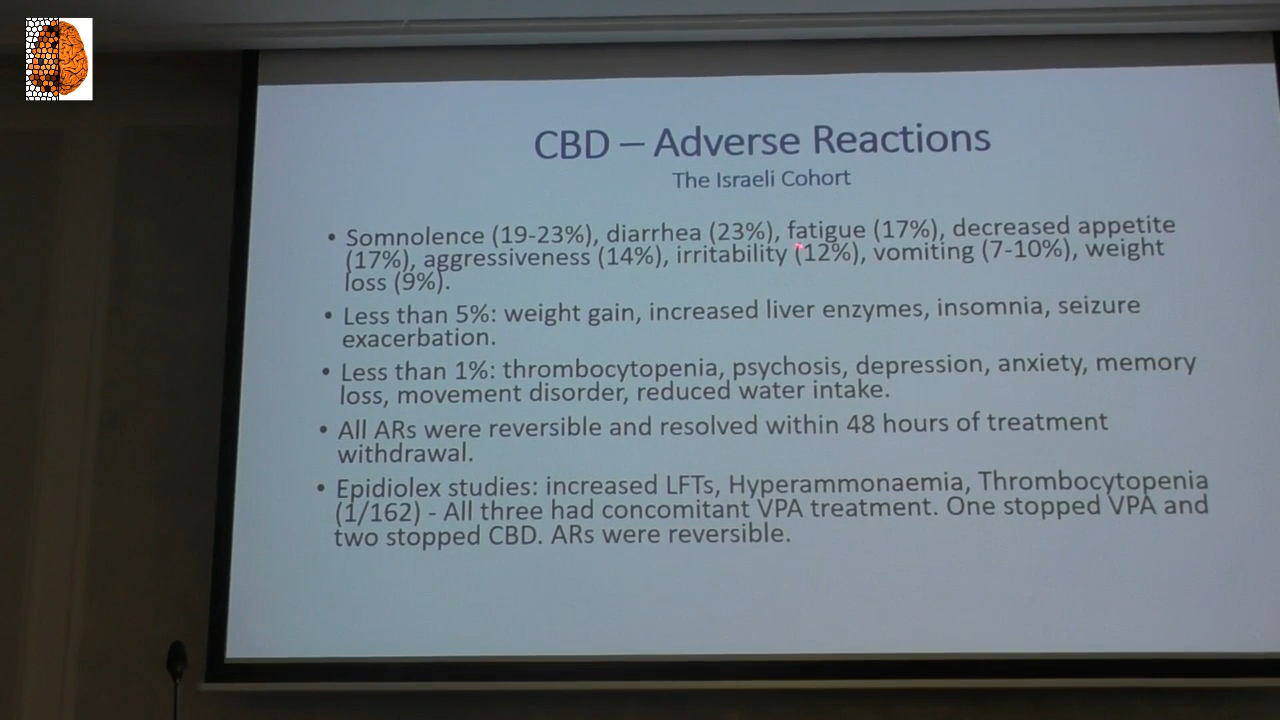 CBD – Adverse Reactions
The Israeli Cohort
• Somnolence (19-23%), diarrhea (23%), fatigue (17%), decreased appetite
(17%), aggressiveness (14%), irritability (12%), vomiting (7-10%), weight
loss (9%).
• Less than 5%: weight gain, increased liver enzymes, insomnia, seizure
exacerbation.
• Less than 1%: thrombocytopenia, psychosis, depression, anxiety, memory
loss, movement disorder, reduced water intake.
• All ARs were reversible and resolved within 48 hours of treatment
withdrawal.
• Epidiolex studies: increased LFTs, Hyperammonaemia, Thrombocytopenia
(1/162) - All three had concomitant VPA treatment. One stopped VPA and
two stopped CBD. ARs were reversible.